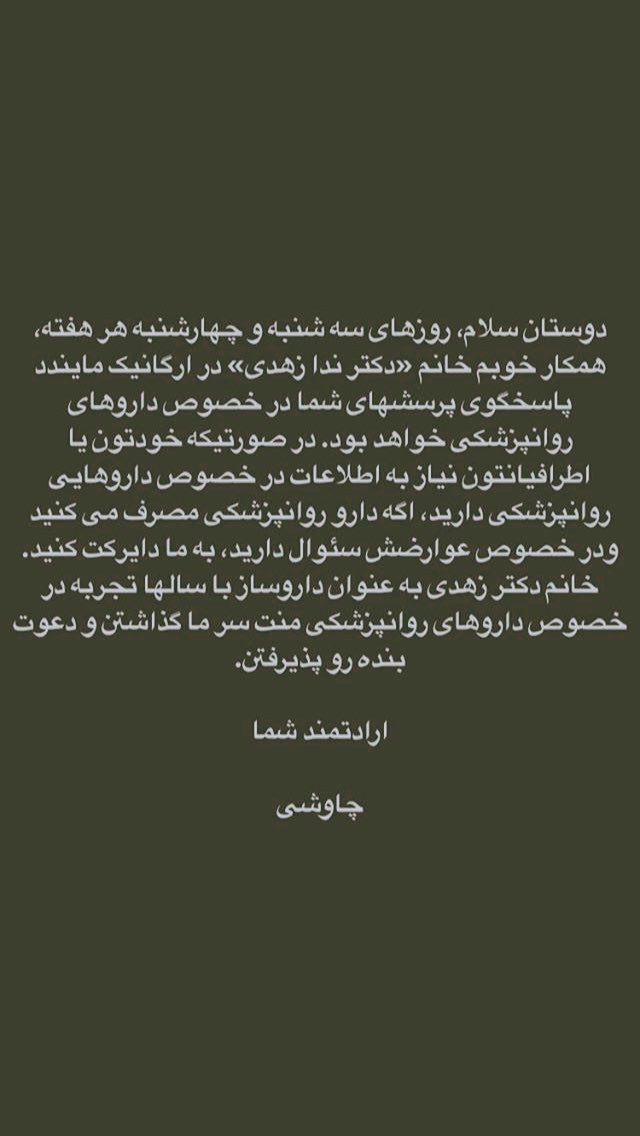 دوستان سلام، روزهای سه شنبه و چهارشنبه هر هفته،
همکار خوبم خانم «دکتر ندا زهدی» در ارگانیک مایندد
پاسخگوی پرسشهای شما در خصوص داروهای
روانپزشکی خواهد بود. در صورتیکه خودتون یا
اطرافیانتون نیاز به اطلاعات در خصوص داروهایی
روانپزشکی دارید، اگه دارو روانپزشکی مصرف می کنید
ودر خصوص عوارضش سئوال دارید، به ما دایرکت کنید.
خانم دکتر زهدی به عنوان داروساز با سالها تجربه در
خصوص داروهای روانپزشکی منت سر ما گذاشتن و دعوت
بنده رو پذیرفتن.
ارادتمند شما
چاوشی